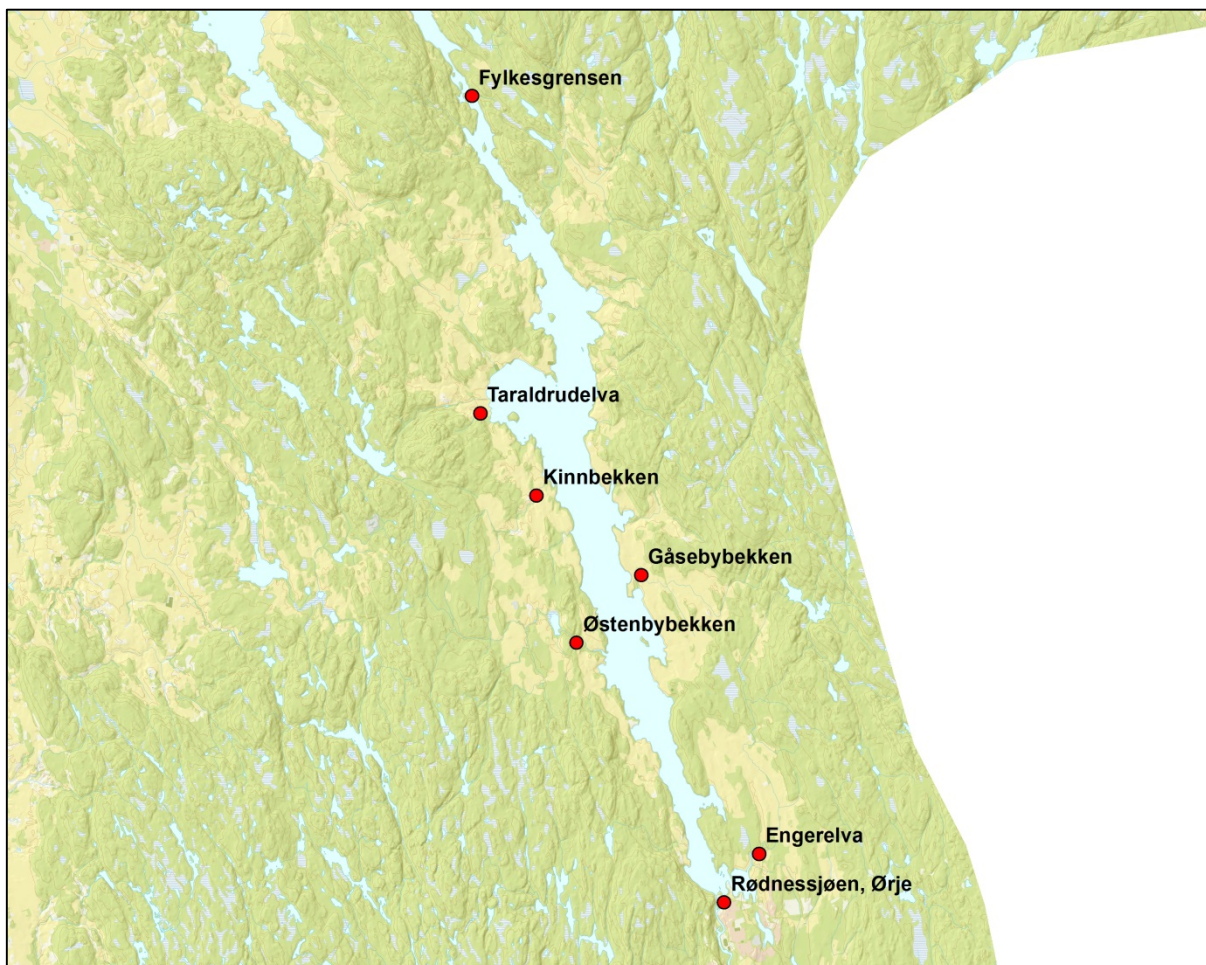 Fylkesgrensen
Taraldrudelva
Kinnbekken
Gåsebybekken
Østenbybekken
Engerelva
Rødnessjøen, Ørje